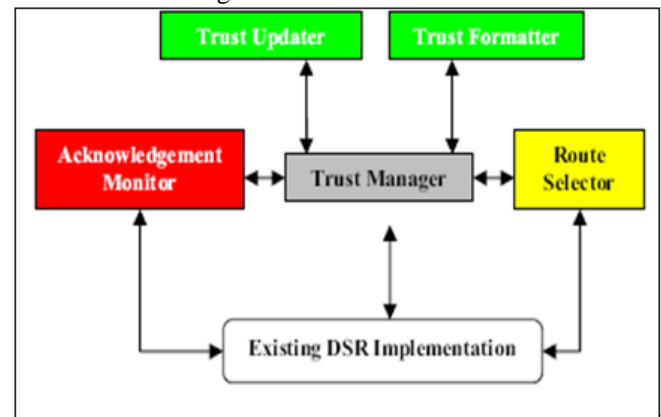 Trust Updater
Trust Formatter
Acknowledgement
Monitor
Trust Manager
Route
Selector
Existing DSR Implementation